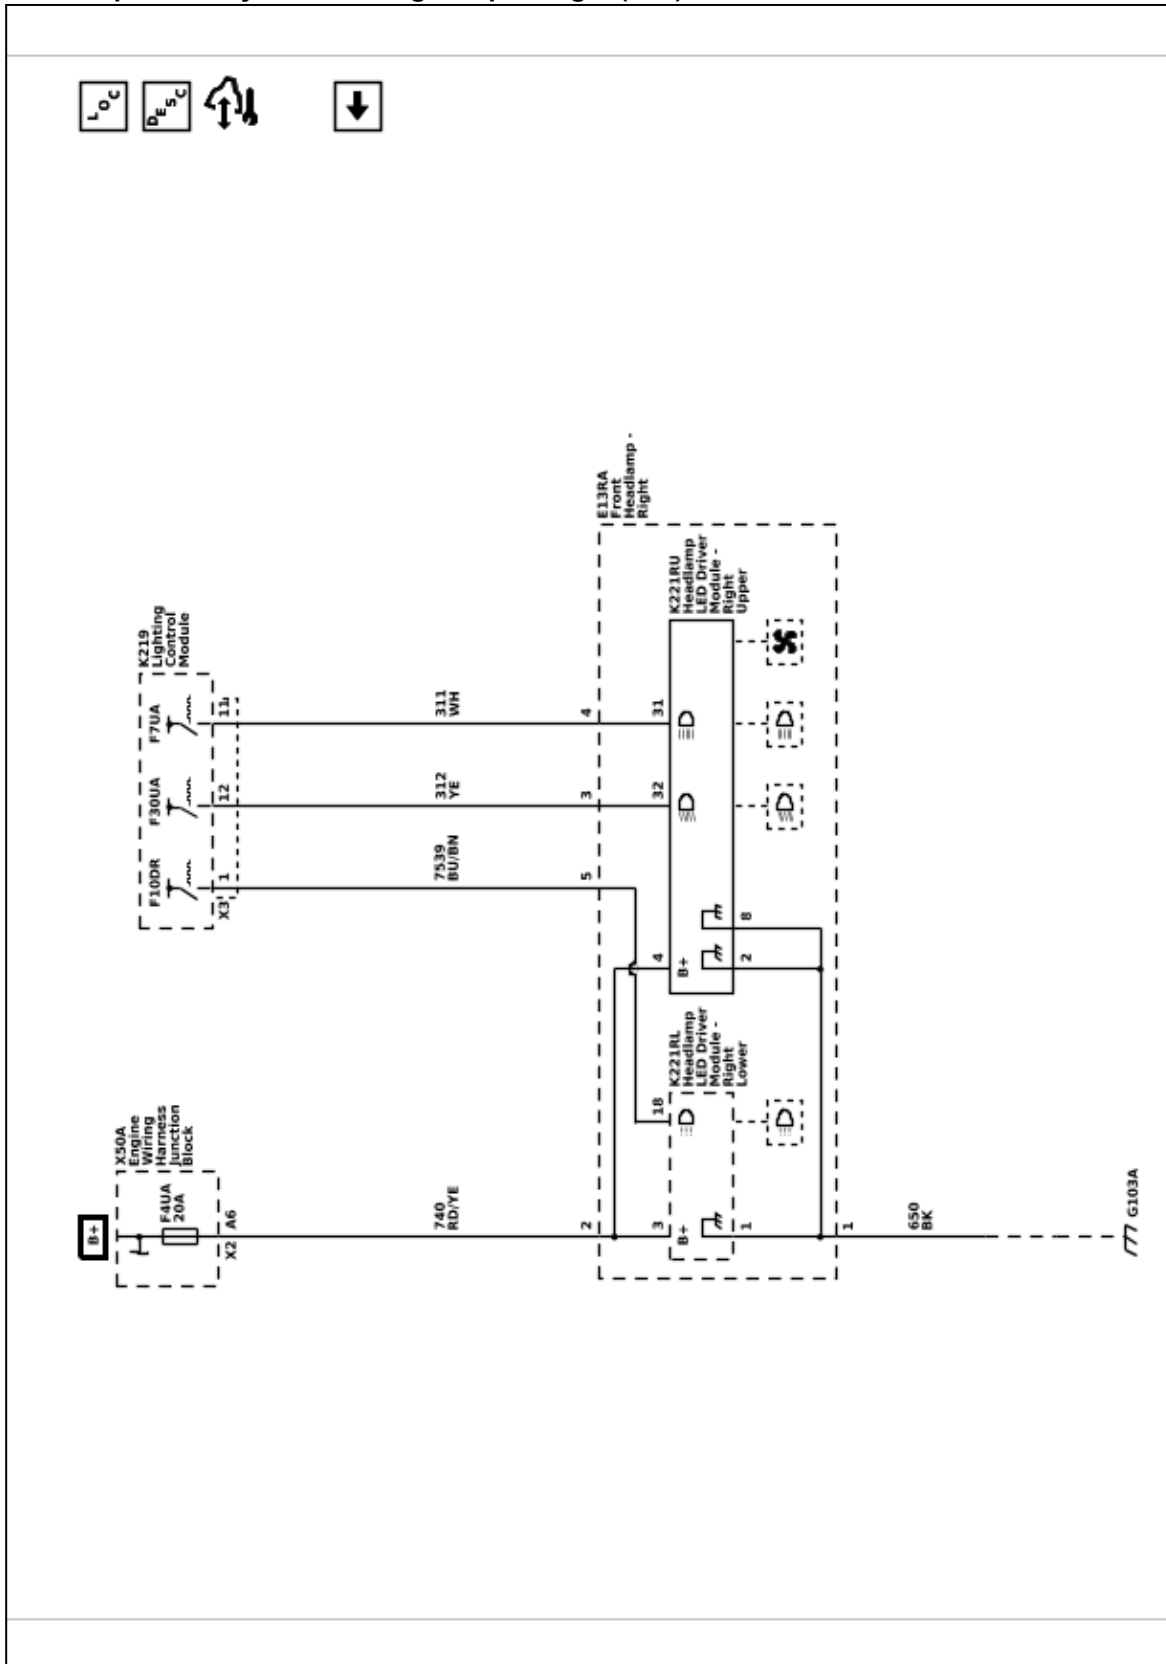 LOC
DESC
K219
Lighting
Control
Module
F7UA
F30UA
F10DR
11
12
1
X3
311
WH
312
YE
7539
BU/BN
4
3
5
E13RA
Front
Headlamp -
Right
K221RU
Headlamp
LED Driver
Module -
Right
Upper
31
32
4
B+
8
2
K221RL
Headlamp
LED Driver
Module -
Right
Lower
18
3
B+
1
X50A
Engine
Wiring
Harness
Junction
Block
B+
F4UA
20A
A6
X2
740
RD/YE
2
1
650
BK
G103A